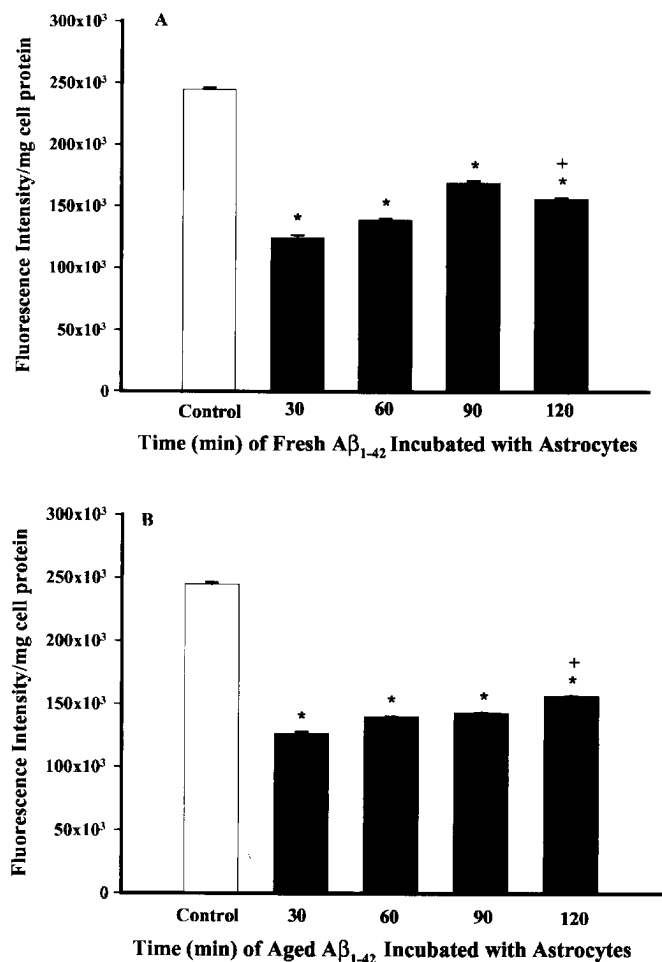 A
Fluorescence Intensity/mg cell protein
300x10³
250x10³
200x10³
150x10³
100x10³
50x10³
0
* * * + *
Control 30 60 90 120
Time (min) of Fresh Aβ₁₋₄₂ Incubated with Astrocytes
B
Fluorescence Intensity/mg cell protein
300x10³
250x10³
200x10³
150x10³
100x10³
50x10³
0
* * * + *
Control 30 60 90 120
Time (min) of Aged Aβ₁₋₄₂ Incubated with Astrocytes